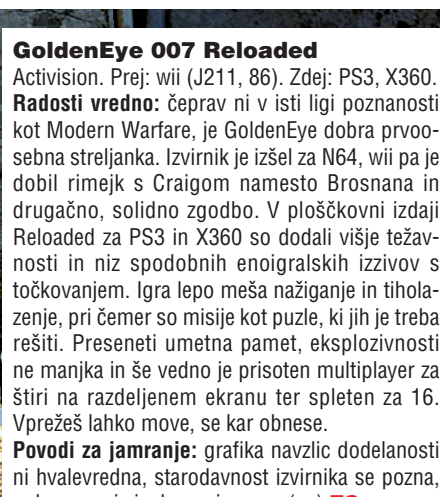 GoldenEye 007 Reloaded
Activision. Prej: wii (J211, 86). Zdej: PS3, X360.
Radosti vredno: čeprav ni v isti ligi poznanosti
kot Modern Warfare, je GoldenEye dobra prvoo-
sebna streljanka. Izvirnik je izšel za N64, wii pa je
dobil rimejk s Craigom namesto Brosnana in
drugačno, solidno zgodbo. V ploščkovni izdaji
Reloaded za PS3 in X360 so dodali višje težav-
nosti in niz spodobnih enoigralskih izzivov s
točkovanjem. Igra lepo meša nažiganje in tihola-
zenje, pri čemer so misije kot puzle, ki jih je treba
rešiti. Preseneti umetna pamet, eksplozivnosti
ne manjka in še vedno je prisoten multiplayer za
štiri na razdeljenem ekranu ter spleten za 16.
Vprežeš lahko move, se kar obnese.
Povodi za jamranje: grafika navzlic dodelanosti
ni hvalevredna, starodavnost izvirnika se pozna,